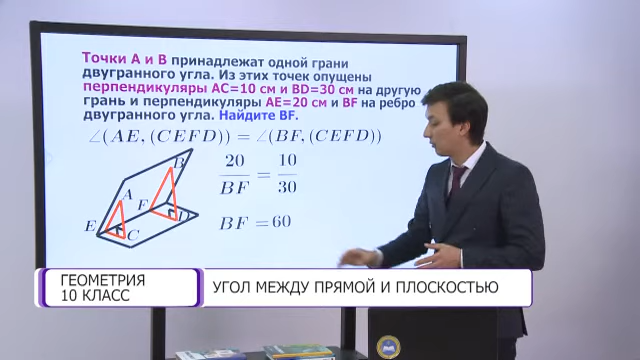 Точки А и В принадлежат одной грани
двугранного угла. Из этих точек опущены
перпендикуляры АС=10 см и BD=30 см на другую
грань и перпендикуляры АЕ=20 см и BF на ребро
двугранного угла. Найдите BF.
∠(AE, (CEFD)) = ∠(BF, (CEFD))
20/BF = 10/30
BF = 60
B
A
F
D
E
C
ГЕОМЕТРИЯ
10 КЛАСС
УГОЛ МЕЖДУ ПРЯМОЙ И ПЛОСКОСТЬЮ